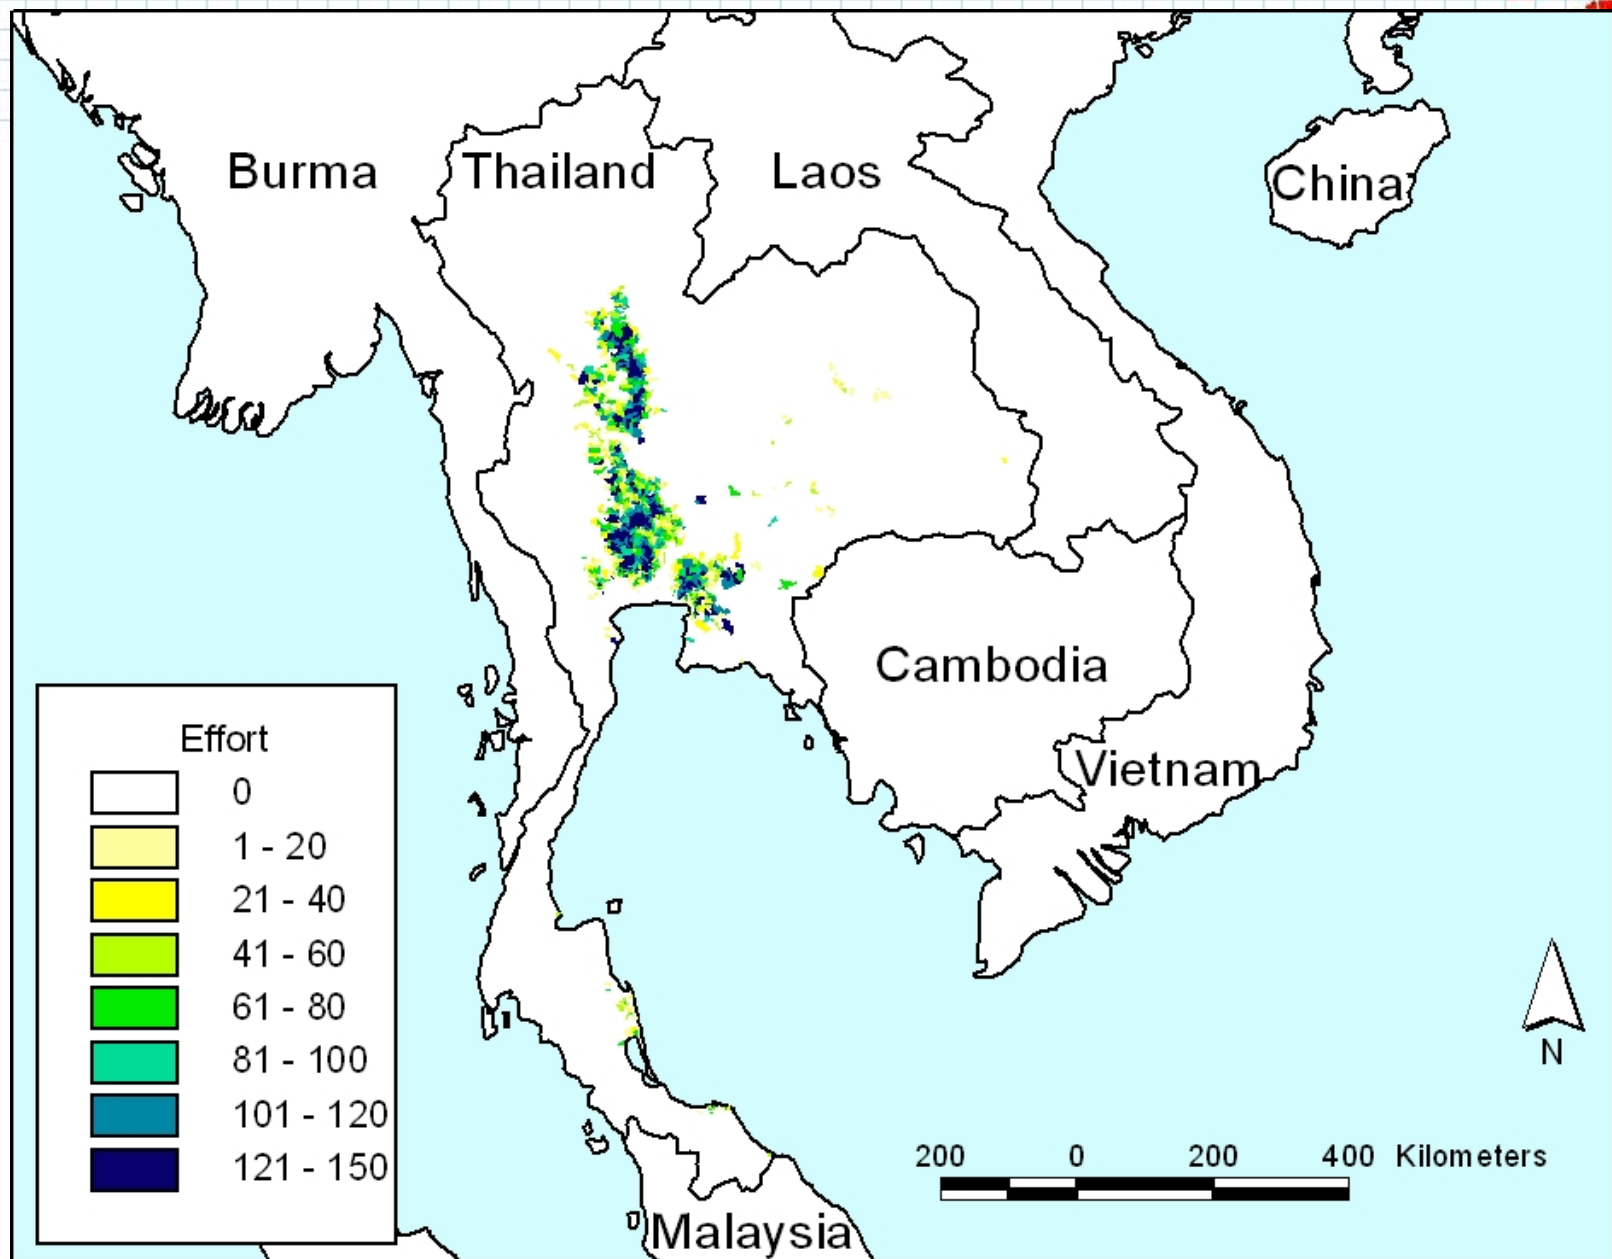 Burma
Thailand
Laos
China
Cambodia
Vietnam
Effort
0
1 - 20
21 - 40
41 - 60
61 - 80
81 - 100
101 - 120
121 - 150
N
200 0 200 400 Kilometers
Malaysia